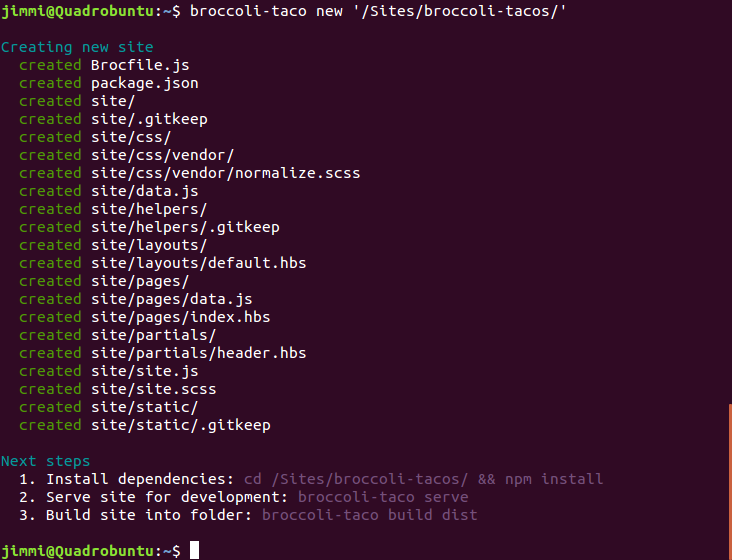 jimmi@Quadrobuntu:~$ broccoli-taco new '/Sites/broccoli-tacos/'
Creating new site
created Brocfile.js
created package.json
created site/
created site/.gitkeep
created site/css/
created site/css/vendor/
created site/css/vendor/normalize.scss
created site/data.js
created site/helpers/
created site/helpers/.gitkeep
created site/layouts/
created site/layouts/default.hbs
created site/pages/
created site/pages/data.js
created site/pages/index.hbs
created site/partials/
created site/partials/header.hbs
created site/site.js
created site/site.scss
created site/static/
created site/static/.gitkeep
Next steps
1. Install dependencies: cd /Sites/broccoli-tacos/ && npm install
2. Serve site for development: broccoli-taco serve
3. Build site into folder: broccoli-taco build dist
jimmi@Quadrobuntu:~$